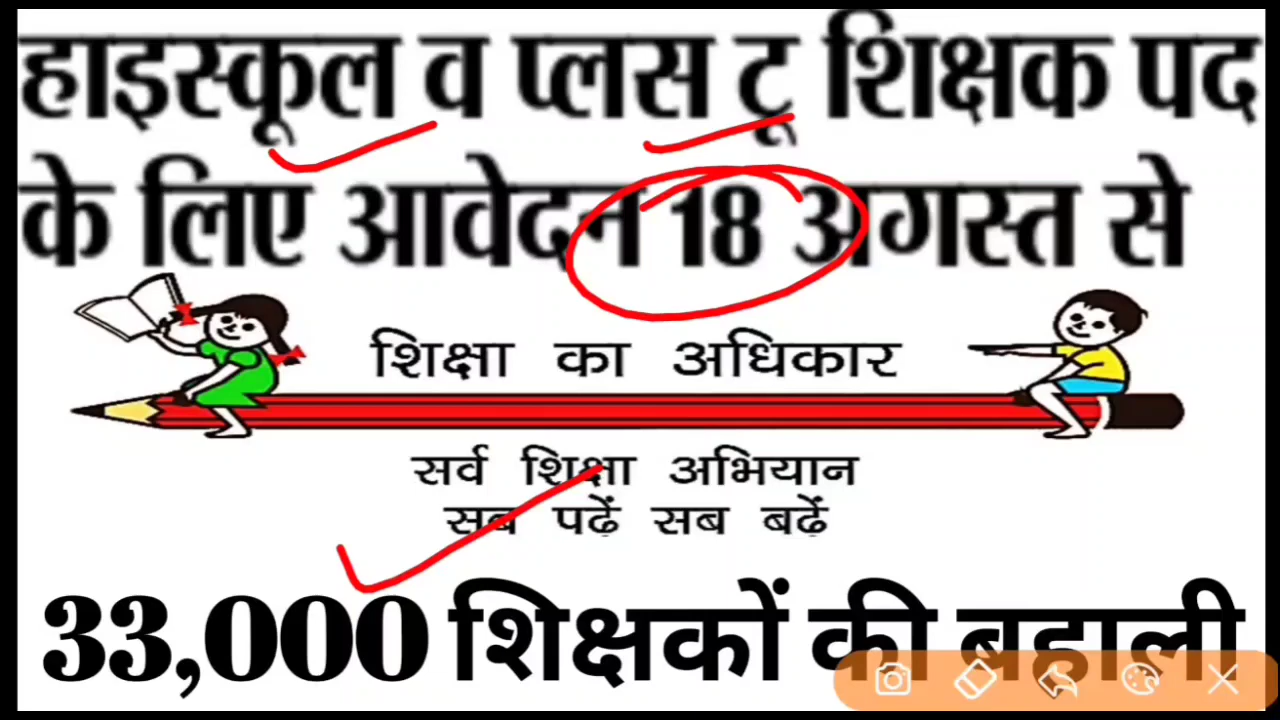 हाइस्कूल व प्लस टू शिक्षक पद
के लिए आवेदन 18 अगस्त से
शिक्षा का अधिकार
सर्व शिक्षा अभियान
सब पढें सब बढें
33,000 शिक्षकों की बहाली